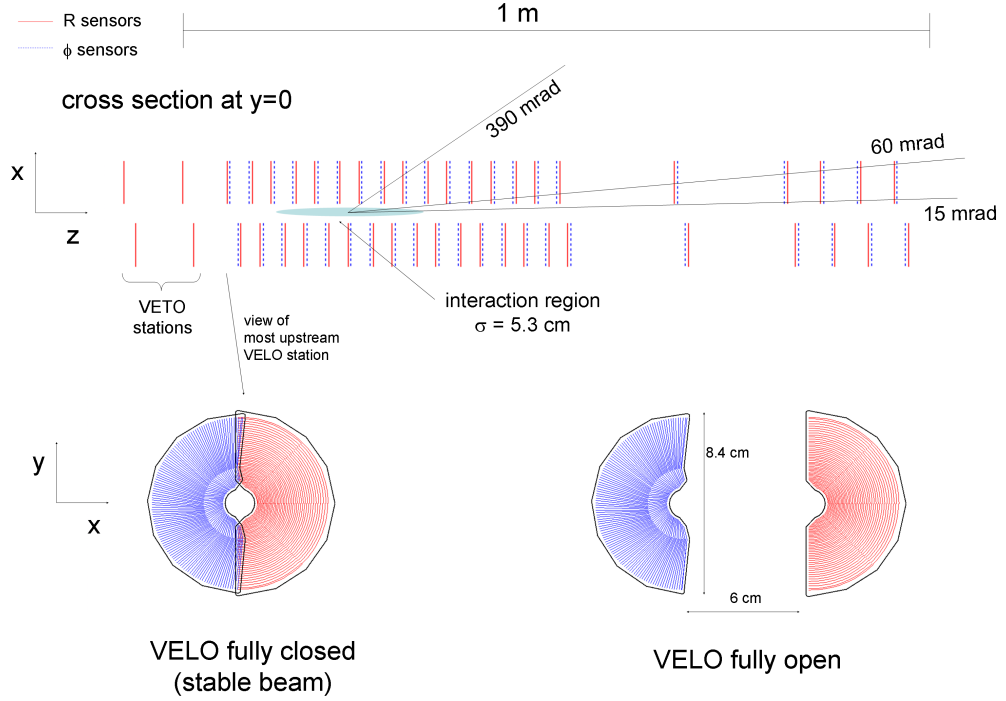 1 m
R sensors
ϕ sensors
cross section at y=0
390 mrad
60 mrad
x
15 mrad
z
VETO
stations
interaction region
σ = 5.3 cm
view of
most upstream
VELO station
8.4 cm
y
x
6 cm
VELO fully closed
(stable beam)
VELO fully open